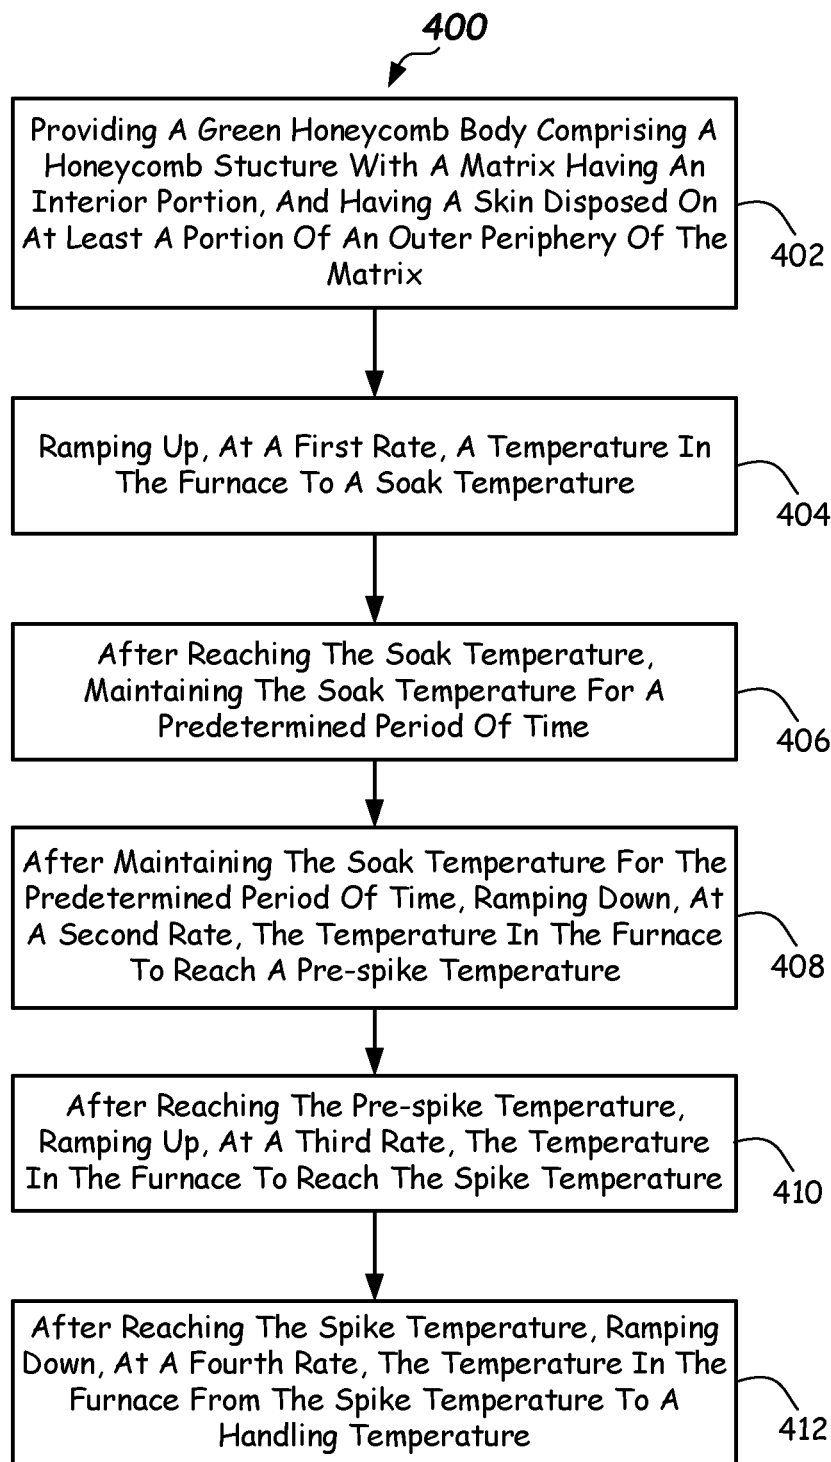 400
Providing A Green Honeycomb Body Comprising A
Honeycomb Stucture With A Matrix Having An
Interior Portion, And Having A Skin Disposed On
At Least A Portion Of An Outer Periphery Of The
Matrix
402
Ramping Up, At A First Rate, A Temperature In
The Furnace To A Soak Temperature
404
After Reaching The Soak Temperature,
Maintaining The Soak Temperature For A
Predetermined Period Of Time
406
After Maintaining The Soak Temperature For The
Predetermined Period Of Time, Ramping Down, At
A Second Rate, The Temperature In The Furnace
To Reach A Pre-spike Temperature
408
After Reaching The Pre-spike Temperature,
Ramping Up, At A Third Rate, The Temperature
In The Furnace To Reach The Spike Temperature
410
After Reaching The Spike Temperature, Ramping
Down, At A Fourth Rate, The Temperature In The
Furnace From The Spike Temperature To A
Handling Temperature
412